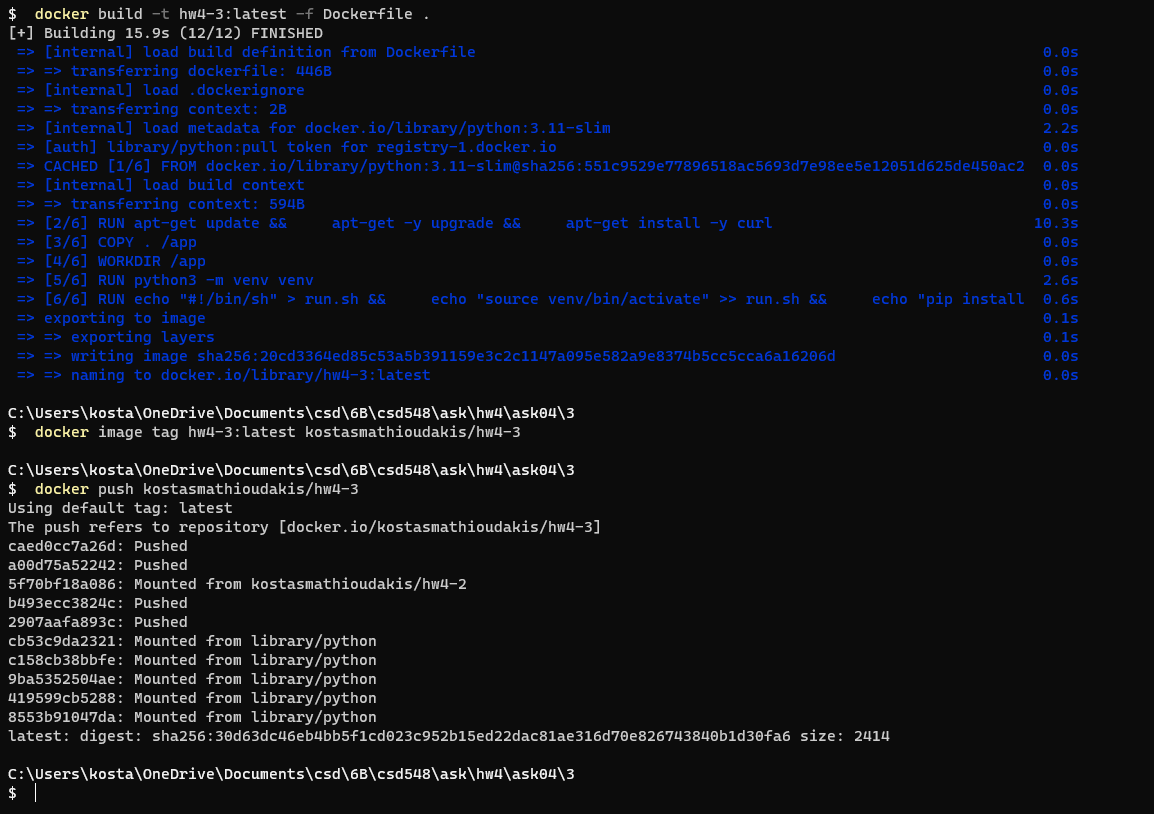 $  docker build -t hw4-3:latest -f Dockerfile .
[+] Building 15.9s (12/12) FINISHED
 => [internal] load build definition from Dockerfile 0.0s
 => => transferring dockerfile: 446B 0.0s
 => [internal] load .dockerignore 0.0s
 => => transferring context: 2B 0.0s
 => [internal] load metadata for docker.io/library/python:3.11-slim 2.2s
 => [auth] library/python:pull token for registry-1.docker.io 0.0s
 => CACHED [1/6] FROM docker.io/library/python:3.11-slim@sha256:551c9529e77896518ac5693d7e98ee5e12051d625de450ac2 0.0s
 => [internal] load build context 0.0s
 => => transferring context: 594B 0.0s
 => [2/6] RUN apt-get update &&     apt-get -y upgrade &&     apt-get install -y curl 10.3s
 => [3/6] COPY . /app 0.0s
 => [4/6] WORKDIR /app 0.0s
 => [5/6] RUN python3 -m venv venv 2.6s
 => [6/6] RUN echo "#!/bin/sh" > run.sh &&     echo "source venv/bin/activate" >> run.sh &&     echo "pip install 0.6s
 => exporting to image 0.1s
 => => exporting layers 0.1s
 => => writing image sha256:20cd3364ed85c53a5b391159e3c2c1147a095e582a9e8374b5cc5cca6a16206d 0.0s
 => => naming to docker.io/library/hw4-3:latest 0.0s
C:\Users\kosta\OneDrive\Documents\csd\6B\csd548\ask\hw4\ask04\3
$  docker image tag hw4-3:latest kostasmathioudakis/hw4-3
C:\Users\kosta\OneDrive\Documents\csd\6B\csd548\ask\hw4\ask04\3
$  docker push kostasmathioudakis/hw4-3
Using default tag: latest
The push refers to repository [docker.io/kostasmathioudakis/hw4-3]
caed0cc7a26d: Pushed
a00d75a52242: Pushed
5f70bf18a086: Mounted from kostasmathioudakis/hw4-2
b493ecc3824c: Pushed
2907aafa893c: Pushed
cb53c9da2321: Mounted from library/python
c158cb38bbfe: Mounted from library/python
9ba5352504ae: Mounted from library/python
419599cb5288: Mounted from library/python
8553b91047da: Mounted from library/python
latest: digest: sha256:30d63dc46eb4bb5f1cd023c952b15ed22dac81ae316d70e826743840b1d30fa6 size: 2414
C:\Users\kosta\OneDrive\Documents\csd\6B\csd548\ask\hw4\ask04\3
$